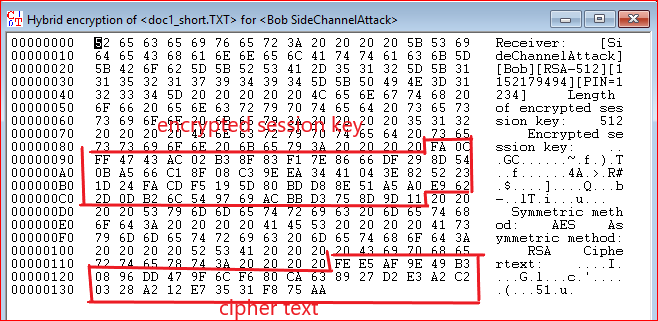 Hybrid encryption of <doc1_short.TXT> for <Bob SideChannelAttack>
00000000 52 65 63 65 69 76 65 72 3A 20 20 20 20 5B 53 69 Receiver: [Si
00000010 64 65 43 68 61 6E 6E 65 6C 41 74 74 61 63 6B 5D deChannelAttack]
00000020 5B 42 6F 62 5D 5B 52 53 41 2D 35 31 32 5D 5B 31 [Bob][RSA-512][1
00000030 31 35 32 31 37 39 34 39 34 5D 5B 50 49 4E 3D 31 152179494][PIN=1
00000040 32 33 34 5D 20 20 20 20 20 4C 65 6E 67 74 68 20 234] Length
00000050 6F 66 20 65 6E 63 72 79 70 74 65 64 20 73 65 73 of encrypted ses
00000060 73 69 6F 6E 20 6B 65 79 3A 20 20 20 20 35 31 32 sion key: 512
encrypted session key
00000070 20 20 20 20 45 6E 63 72 79 70 74 65 64 20 73 65 Encrypted se
00000080 73 73 69 6F 6E 20 6B 65 79 3A 20 20 20 20 FA 0C ssion key: ..
00000090 FF 47 43 AC 02 B3 8F 83 F1 7E 86 66 DF 29 8D 54 .GC......~.f.).T
000000A0 0B A5 66 C1 8F 08 C3 9E EA 34 41 04 3E 82 52 23 ..f......4A.>.R#
000000B0 1D 24 FA CD F5 19 5D 80 BD D8 8E 51 A5 A0 E9 62 .$....]....Q...b
000000C0 2D 0D B2 6C 54 97 69 AC BB D3 75 8D 9D 11 20 20 -..lT.i...u...
000000D0 20 20 53 79 6D 6D 65 74 72 69 63 20 6D 65 74 68 Symmetric meth
000000E0 6F 64 3A 20 20 20 20 41 45 53 20 20 20 20 41 73 od: AES As
000000F0 79 6D 6D 65 74 72 69 63 20 6D 65 74 68 6F 64 3A ymmetric method:
00000100 20 20 20 20 52 53 41 20 20 20 20 43 69 70 68 65 RSA Ciphe
00000110 72 74 65 78 74 3A 20 20 20 20 FE E5 AF 9E 49 B3 rtext: ....I.
00000120 08 96 DD 47 9F 6C F6 80 CA 63 89 27 D2 E3 A2 C2 ...G.l...c.'....
00000130 03 28 A2 12 E7 35 31 F8 75 AA .(...51.u.
cipher text